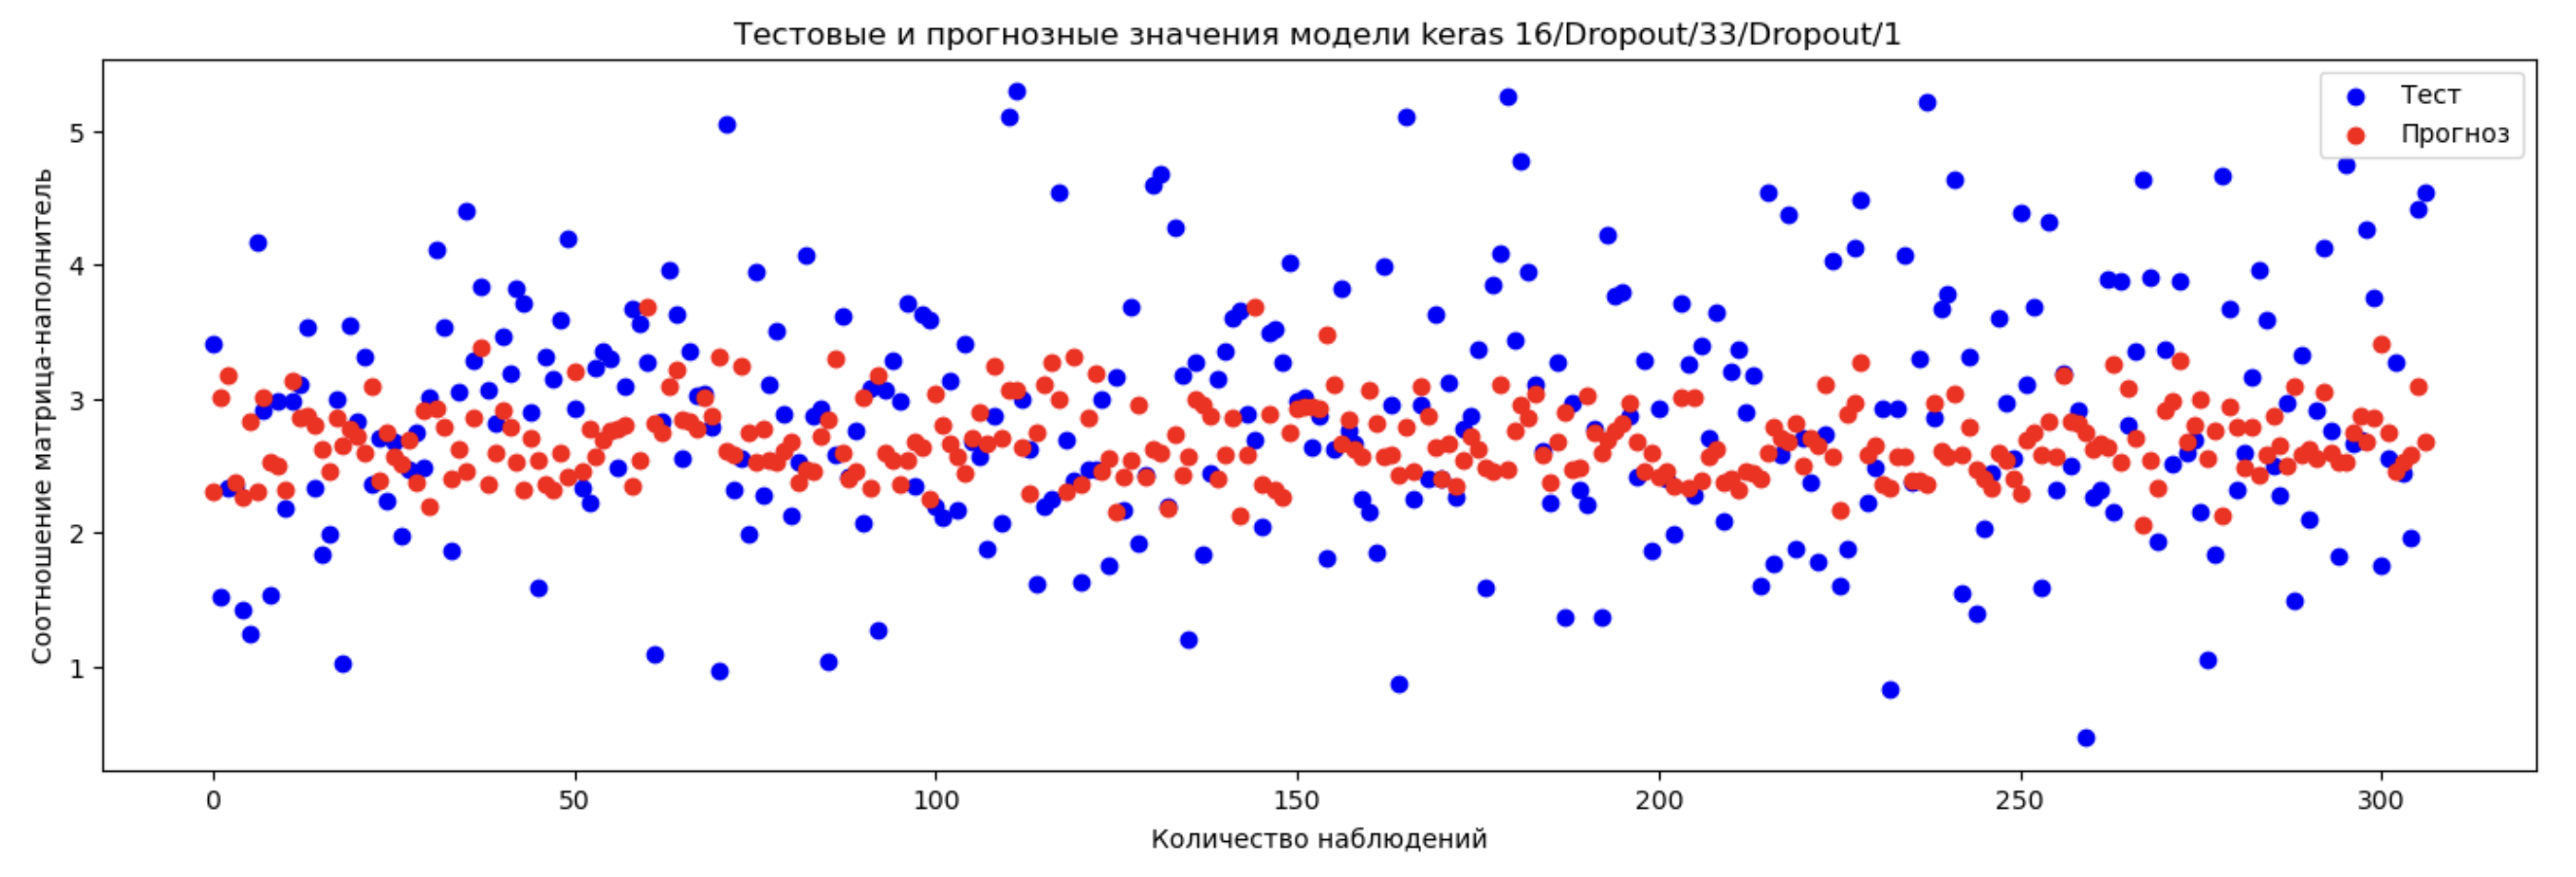 Тестовые и прогнозные значения модели keras 16/Dropout/33/Dropout/1
Тест
Прогноз
Соотношение матрица-наполнитель
5
4
3
2
1
0
50
100
150
200
250
300
Количество наблюдений